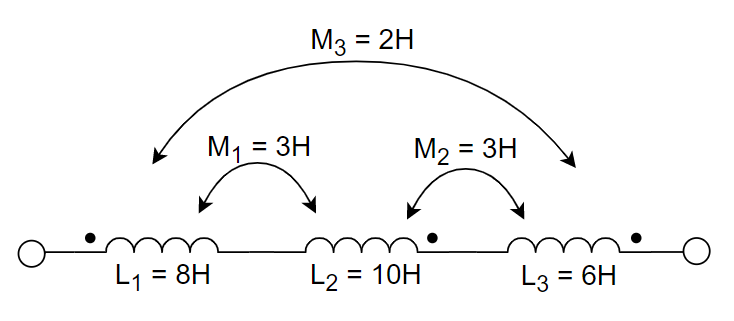 M₃ = 2H
M₁ = 3H
M₂ = 3H
L₁ = 8H
L₂ = 10H
L₃ = 6H